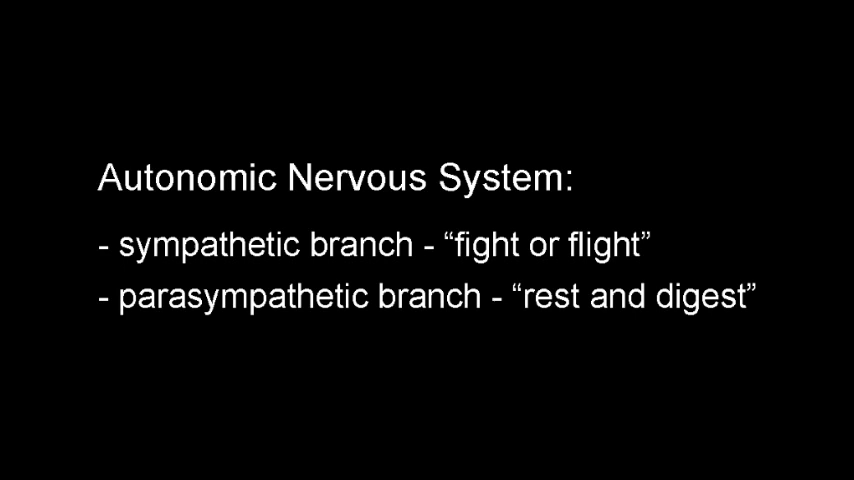 Autonomic Nervous System:
- sympathetic branch - “fight or flight”
- parasympathetic branch - “rest and digest”